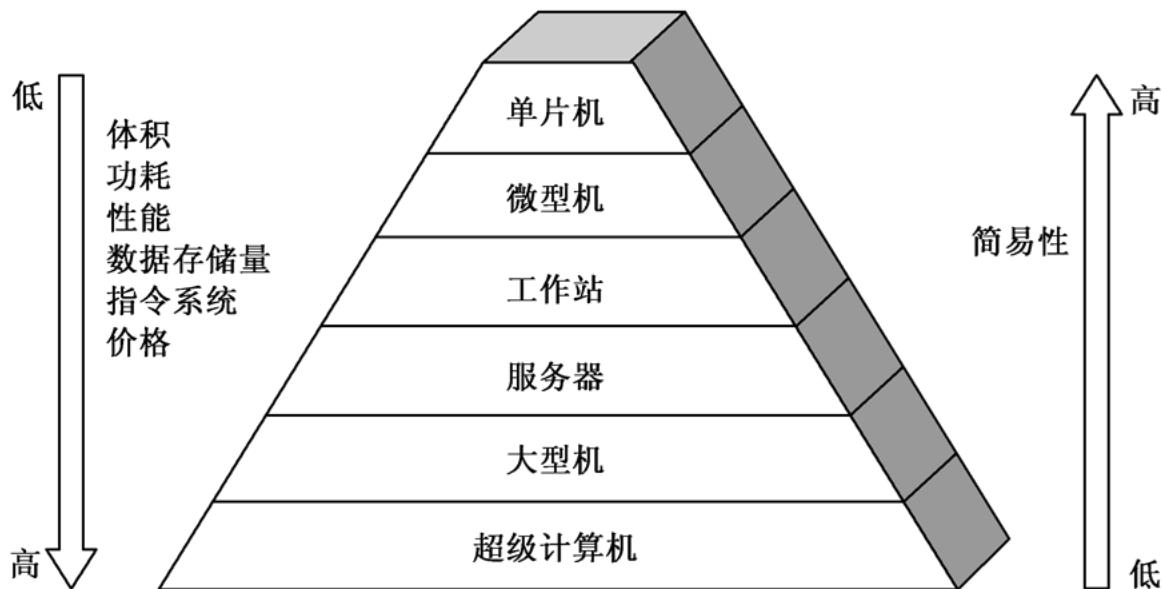 低
体积
功耗
性能
数据存储量
指令系统
价格
高
单片机
微型机
工作站
服务器
大型机
超级计算机
高
简易性
低